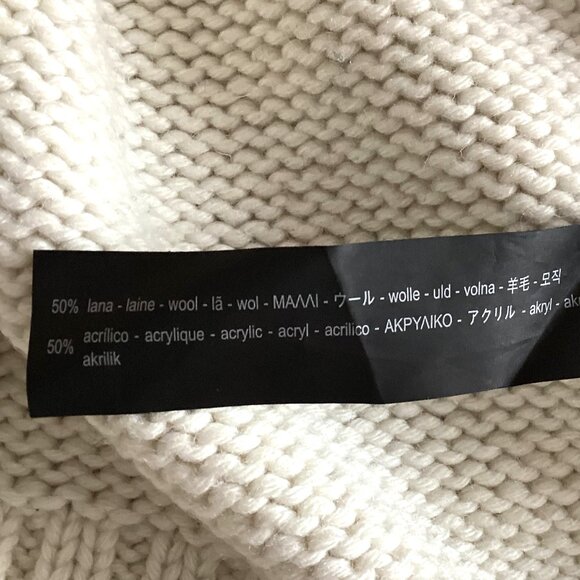 50% lana - laine - wool - lã - wol - ΜΑΛΛΙ - ウール - wolle - uld - volna - 羊毛 - 모직
50% acrílico - acrylique - acrylic - acryl - acrilico - ΑΚΡΥΛΙΚΟ - アクリル - akryl -
akrilik